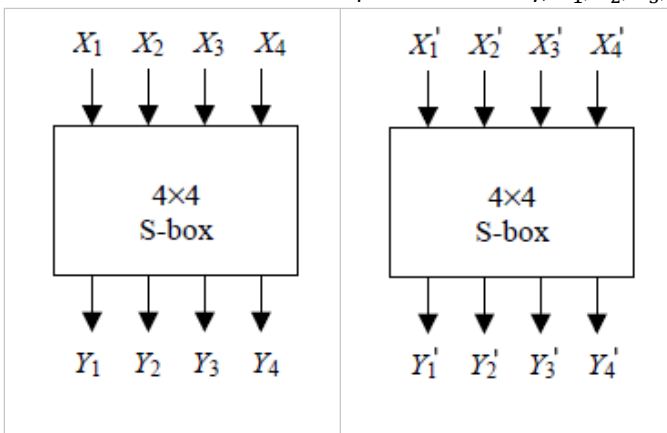 X₁ X₂ X₃ X₄
4×4
S-box
Y₁ Y₂ Y₃ Y₄
X₁' X₂' X₃' X₄'
4×4
S-box
Y₁' Y₂' Y₃' Y₄'